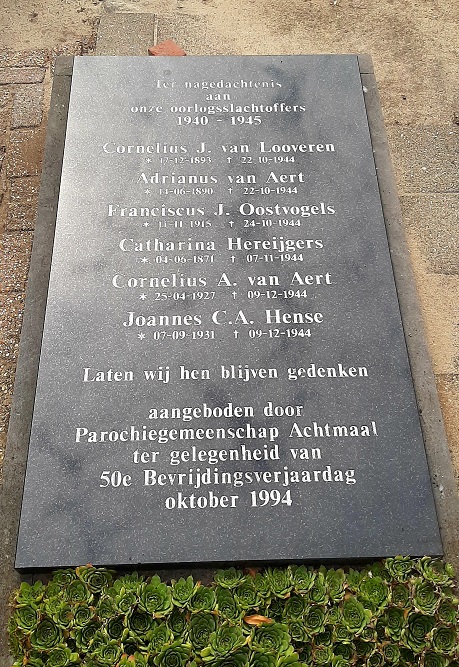 Ter nagedachtenis
aan
onze oorlogsslachtoffers
1940 - 1945
Cornelius J. van Looveren
* 17-12-1893 † 22-10-1944
Adrianus van Aert
* 13-06-1890 † 22-10-1944
Franciscus J. Oostvogels
* 11-11-1915 † 24-10-1944
Catharina Hereijgers
* 04-06-1871 † 07-11-1944
Cornelius A. van Aert
* 25-04-1927 † 09-12-1944
Joannes C.A. Hense
* 07-09-1931 † 09-12-1944
Laten wij hen blijven gedenken
aangeboden door
Parochiegemeenschap Achtmaal
ter gelegenheid van
50e Bevrijdingsverjaardag
oktober 1994